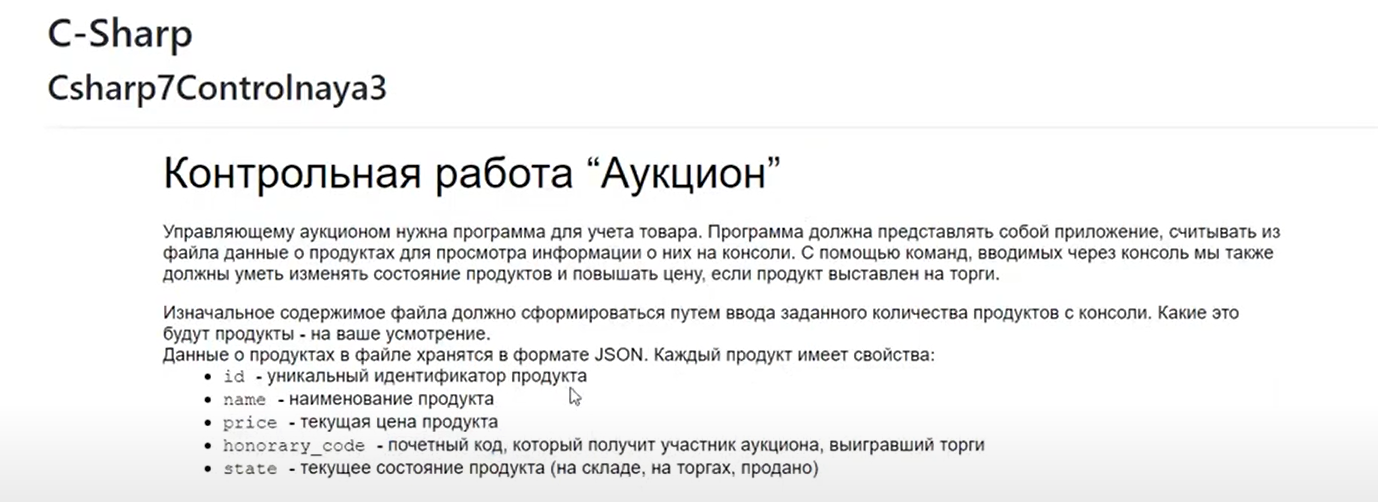 C-Sharp
Csharp7Controlnaya3
Контрольная работа “Аукцион”
Управляющему аукционом нужна программа для учета товара. Программа должна представлять собой приложение, считывать из
файла данные о продуктах для просмотра информации о них на консоли. С помощью команд, вводимых через консоль мы также
должны уметь изменять состояние продуктов и повышать цену, если продукт выставлен на торги.
Изначальное содержимое файла должно сформироваться путем ввода заданного количества продуктов с консоли. Какие это
будут продукты - на ваше усмотрение.
Данные о продуктах в файле хранятся в формате JSON. Каждый продукт имеет свойства:
• id - уникальный идентификатор продукта
• name - наименование продукта
• price - текущая цена продукта
• honorary_code - почетный код, который получит участник аукциона, выигравший торги
• state - текущее состояние продукта (на складе, на торгах, продано)